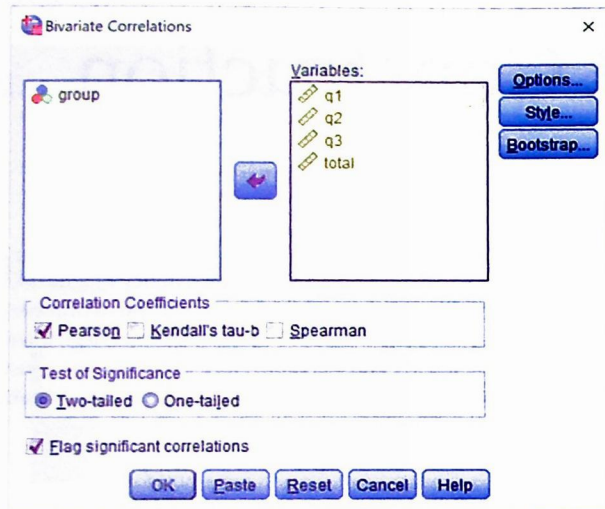 Bivariate Correlations
group
Variables:
q1
q2
q3
total
Options...
Style...
Bootstrap...
Correlation Coefficients
Pearson Kendall's tau-b Spearman
Test of Significance
Two-tailed One-tailed
Flag significant correlations
OK Paste Reset Cancel Help